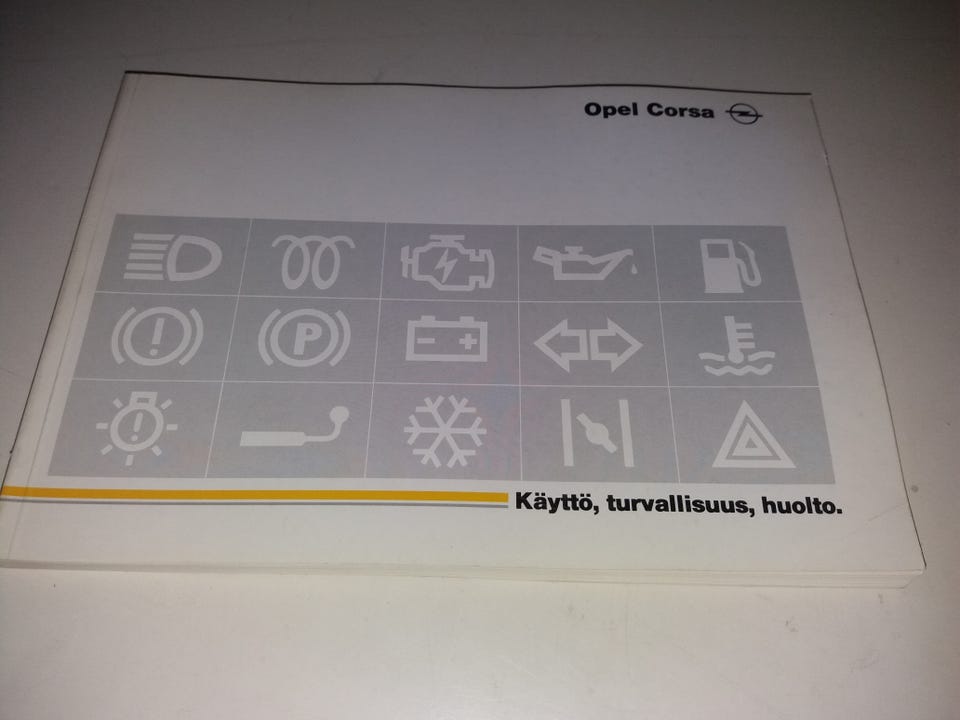 Opel Corsa
P
Käyttö, turvallisuus, huolto.